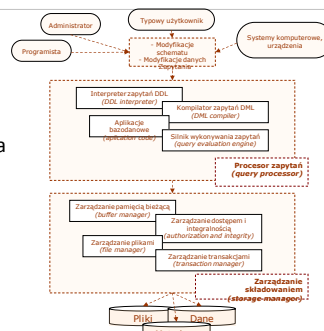 Administrator
Typowy użytkownik
Programista
Systemy komputerowe,
urządzenia
- Modyfikacje
schematu
- Modyfikacje danych
- Zapytania
Interpreter zapytań DDL
(DDL interpreter)
Kompilator zapytań DML
(DML compiler)
Aplikacje
bazodanowe
(aplication code)
Silnik wykonywania zapytań
(query evaluation engine)
a
Procesor zapytań
(query processor)
Zarządzanie pamięcią bieżącą
(buffer manager)
Zarządzanie dostępem i
integralnością
(authorization and integrity)
Zarządzanie plikami
(file manager)
Zarządzanie transakcjami
(transaction manager)
Zarządzanie
składowaniem
(storage manager)
Pliki
Dane